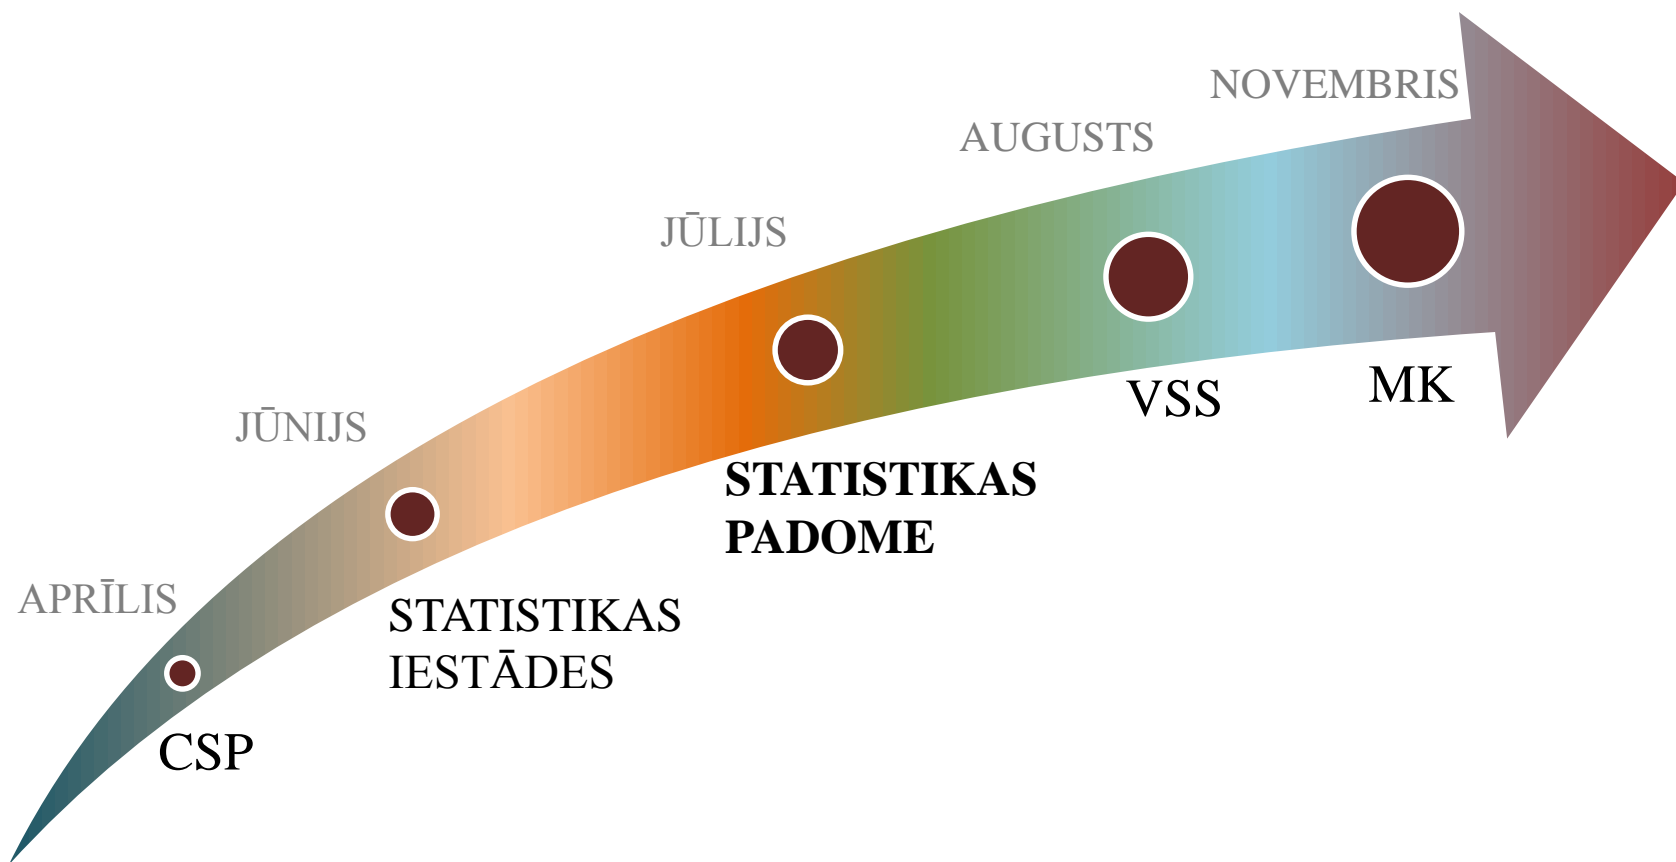 APRĪLIS
CSP
JŪNIJS
STATISTIKAS
IESTĀDES
JŪLIJS
STATISTIKAS
PADOME
AUGUSTS
VSS
NOVEMBRIS
MK